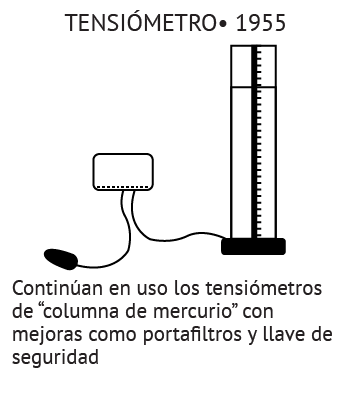 TENSIÓMETRO• 1955
Continúan en uso los tensiómetros
de “columna de mercurio” con
mejoras como portafiltros y llave de
seguridad